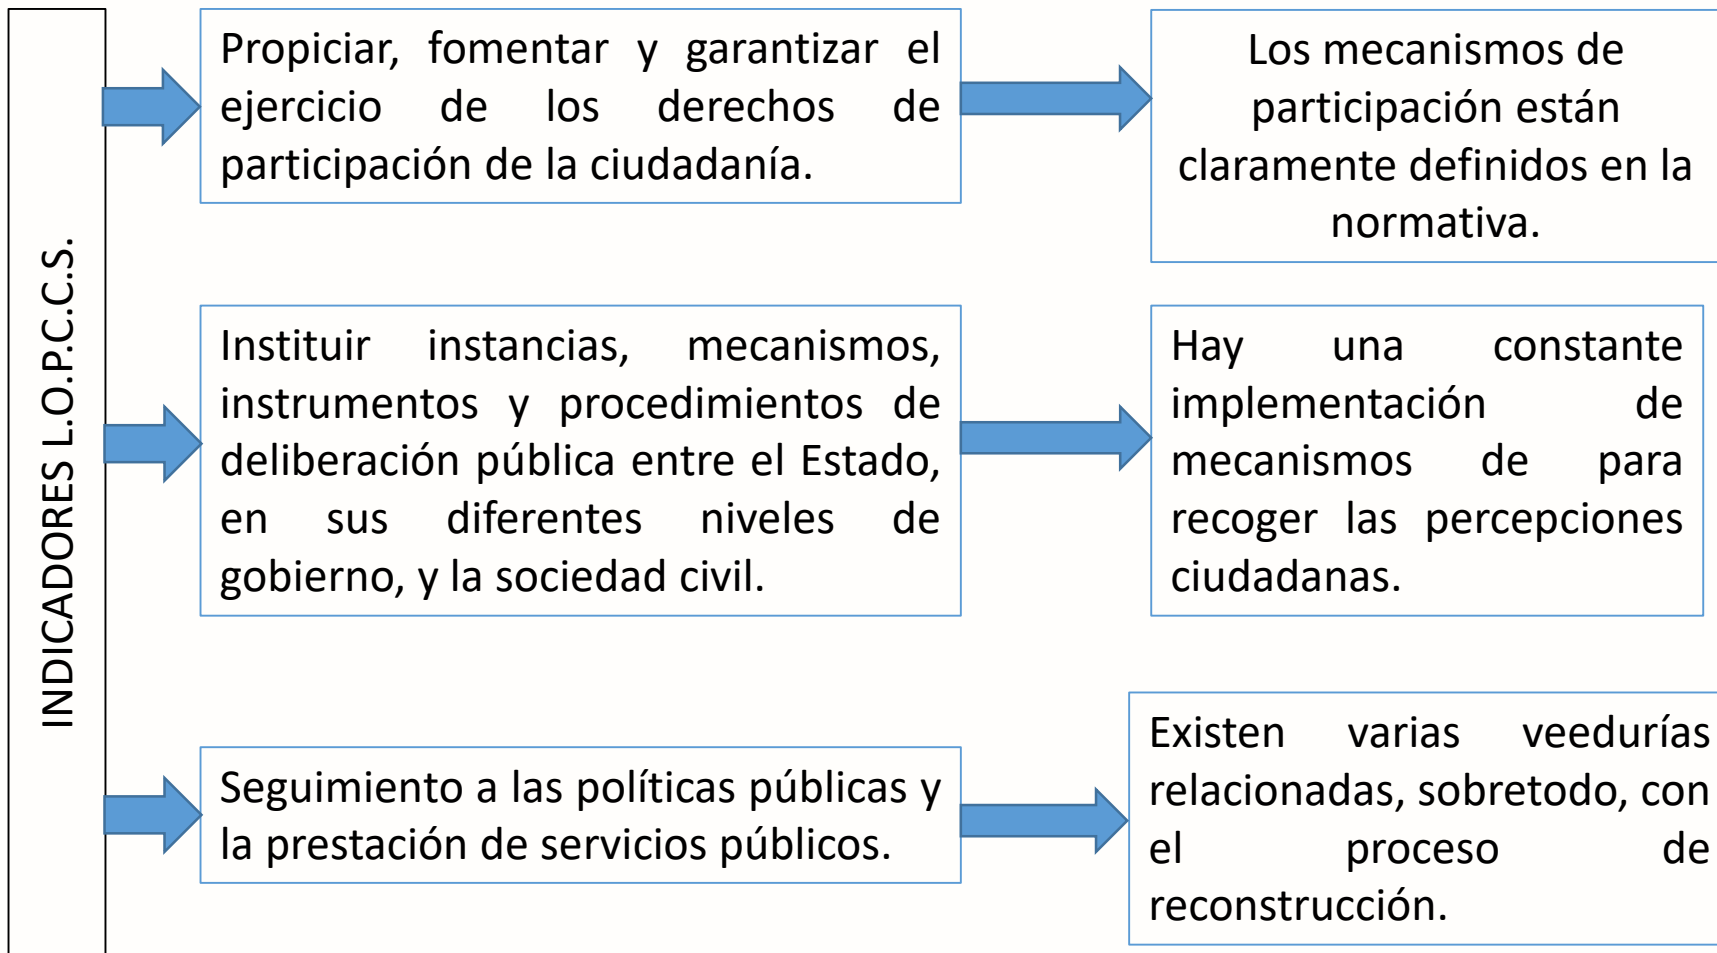 INDICADORES L.O.P.C.C.S.
Propiciar, fomentar y garantizar el
ejercicio de los derechos de
participación de la ciudadanía.
Los mecanismos de
participación están
claramente definidos en la
normativa.
Instituir instancias, mecanismos,
instrumentos y procedimientos de
deliberación pública entre el Estado,
en sus diferentes niveles de
gobierno, y la sociedad civil.
Hay una constante
implementación de
mecanismos de para
recoger las percepciones
ciudadanas.
Seguimiento a las políticas públicas y
la prestación de servicios públicos.
Existen varias veedurías
relacionadas, sobretodo, con
el proceso de
reconstrucción.